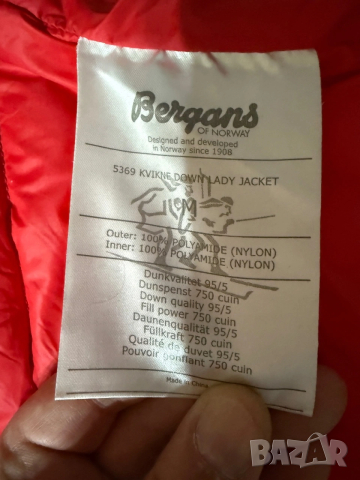 Bergans
OF NORWAY
Designed and developed
in Norway since 1908
5369 KVIKNE DOWN LADY JACKET
M
Outer: 100% POLYAMIDE (NYLON)
Inner: 100% POLYAMIDE (NYLON)
Dunkvalitet 95/5
Dunspenst 750 cuin
Down quality 95/5
Fill power 750 cuin
Daunenqualität 95/5
Füllkraft 750 cuin
Qualité de duvet 95/5
Pouvoir gonflant 750 cuin
Made in China
BAZAR